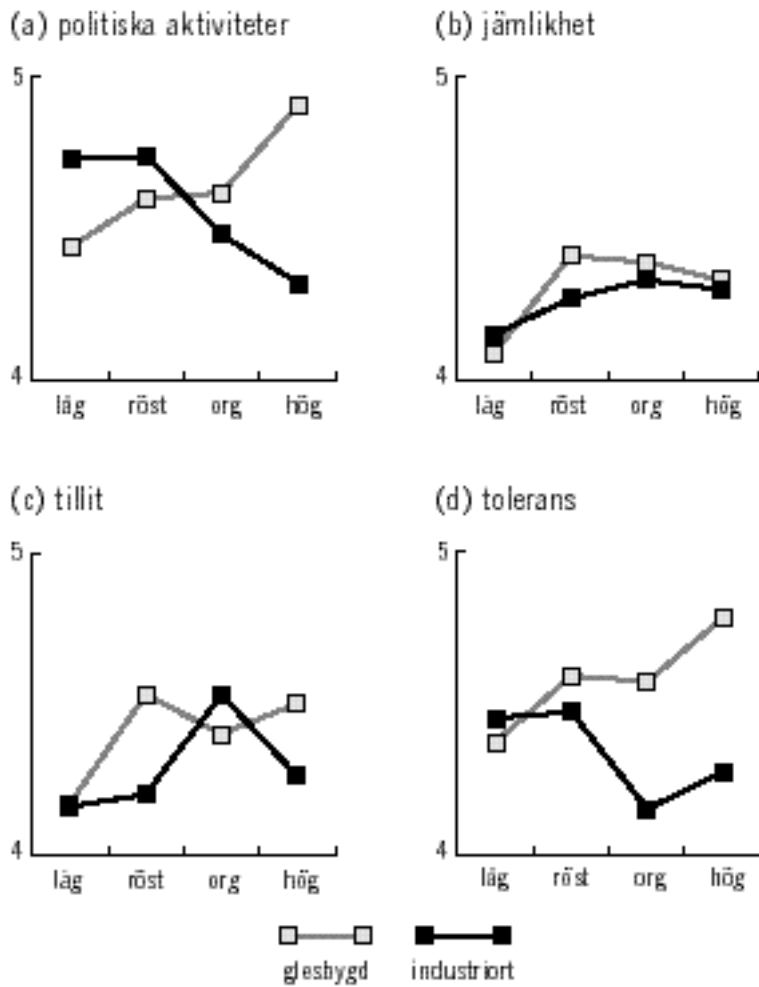 (a) politiska aktiviteter
5
4
låg röst org hög
(b) jämlikhet
5
4
låg röst org hög
(c) tillit
5
4
låg röst org hög
(d) tolerans
5
4
låg röst org hög
glesbygd industriort